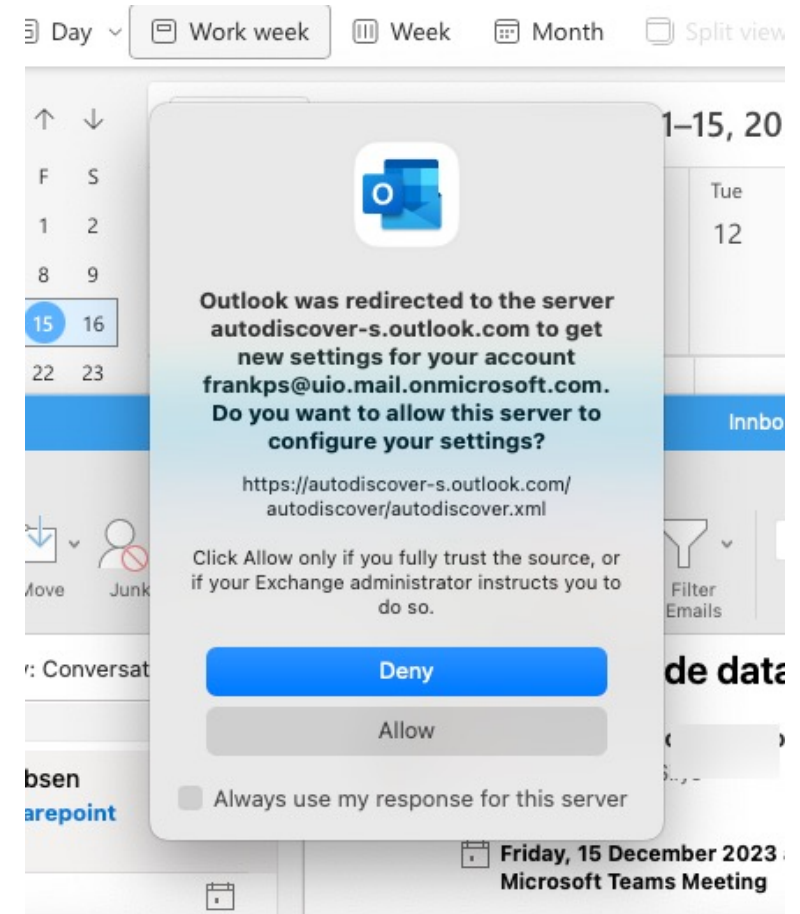 Day
Work week
Week
Month
Split view
1–15, 20
F S
1 2
8 9
15 16
22 23
Tue
12
Outlook was redirected to the server
autodiscover-s.outlook.com to get
new settings for your account
frankps@uio.mail.onmicrosoft.com.
Do you want to allow this server to
configure your settings?
https://autodiscover-s.outlook.com/
autodiscover/autodiscover.xml
Click Allow only if you fully trust the source, or
if your Exchange administrator instructs you to
do so.
Deny
Allow
Always use my response for this server
Innbo
Move
Junk
Filter
Emails
: Conversat
de data
bsen
arepoint
Friday, 15 December 2023
Microsoft Teams Meeting